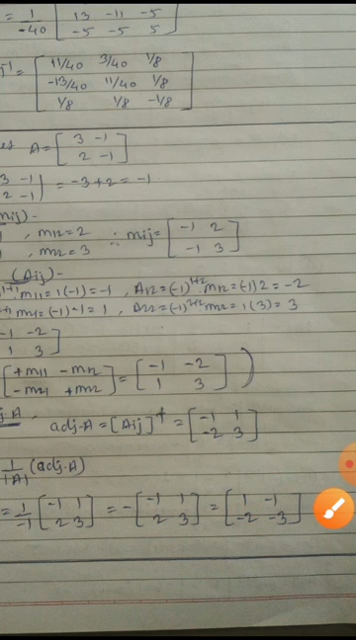 = 1/-40 [ 13 -11 -5
-5 -5 5 ]
= [ 11/40 3/40 1/8
-13/40 11/40 1/8
1/8 1/8 -1/8 ]
A = [ 3 -1
2 -1 ]
3 -1
2 -1 | = -3+2 = -1
mij) -
, m12 = 2 ∴ mij = [ -1 2
, m22 = 3 -1 3 ]
(Aij) -
m11 = 1(-1) = -1 , A12 = (-1)1+2 m12 = (-1)2 = -2
m21 = (-1)-1 = 1 , A22 = (-1)2+2 m22 = 1(3) = 3
-1 -2
1 3 ]
[ +m11 -m12
-m21 +m22 ] = [ -1 -2
1 3 ] )
j A
adj-A = [Aij]t = [ -1 1
-2 3 ]
1/|A| (adj-A)
= 1/-1 [ -1 1
2 3 ] = - [ -1 1
2 3 ] = [ 1 -1
-2 -3 ]